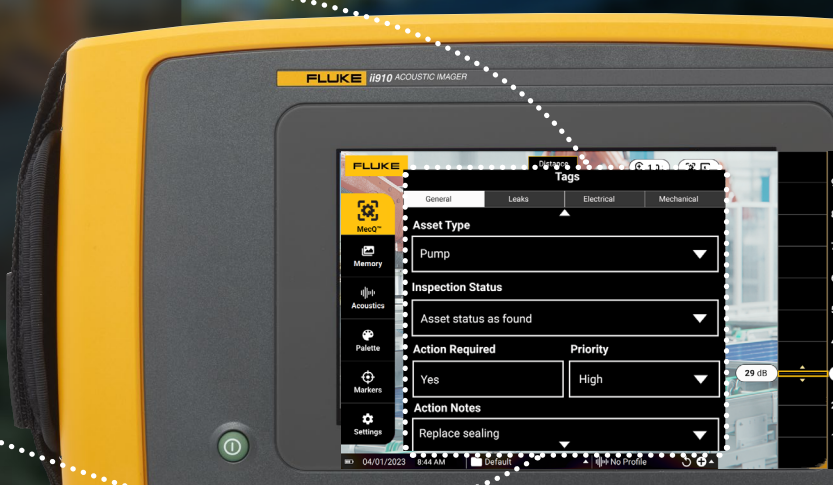 FLUKE ii910 ACOUSTIC IMAGER
FLUKE
Distance
Tags
General Leaks Electrical Mechanical
MecQ™
Asset Type
Pump
Memory
Inspection Status
Acoustics
Asset status as found
Palette
Action Required Priority
29 dB
Markers
Yes High
Action Notes
Settings
Replace sealing
04/01/2023 8:44 AM Default No Profile